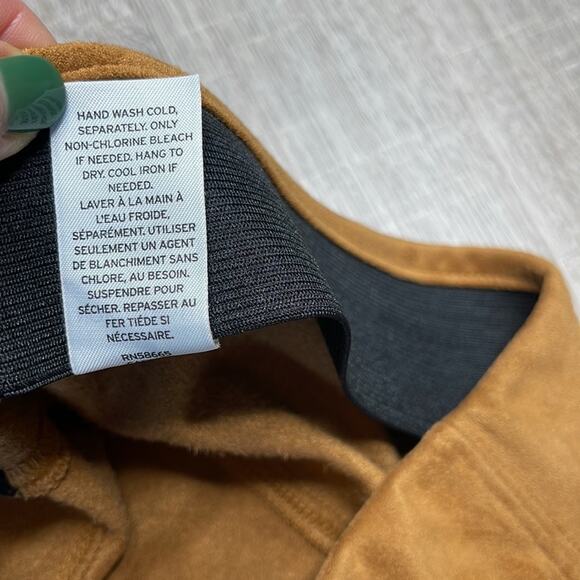 HAND WASH COLD,
SEPARATELY. ONLY
NON-CHLORINE BLEACH
IF NEEDED. HANG TO
DRY. COOL IRON IF
NEEDED.
LAVER À LA MAIN À
L'EAU FROIDE,
SÉPARÉMENT. UTILISER
SEULEMENT UN AGENT
DE BLANCHIMENT SANS
CHLORE, AU BESOIN.
SUSPENDRE POUR
SÉCHER. REPASSER AU
FER TIÉDE SI
NÉCESSAIRE.
RN58665